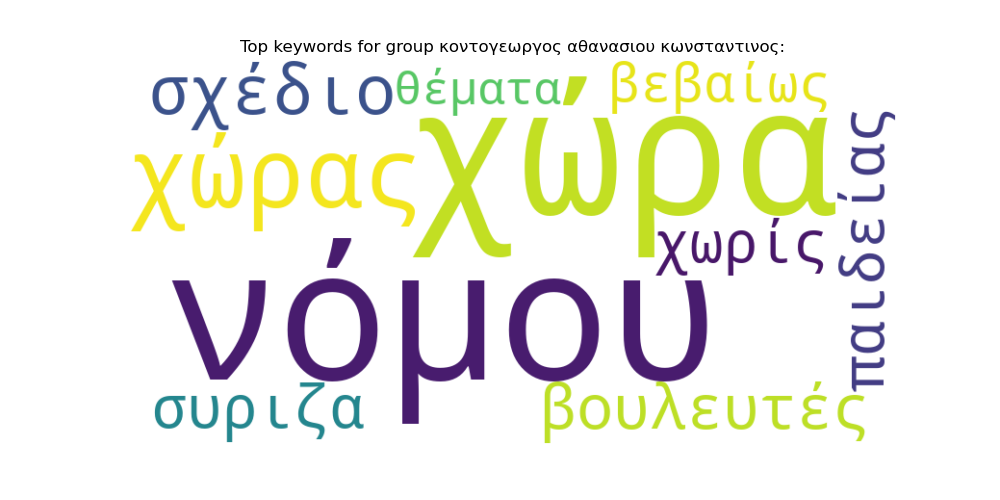 Top keywords for group κοντογεωργος αθανασιου κωνσταντινος:
σχέδιο
θέματα
βεβαίως
χώρας
χώρα
παιδείας
χωρίς
νόμου
συριζα
βουλευτές